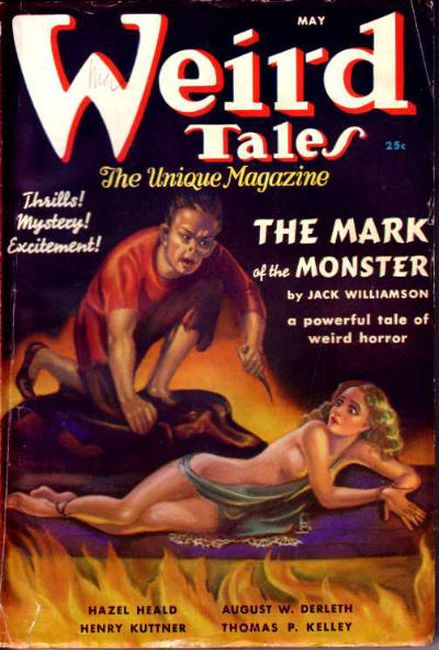 MAY
Weird
Tales
25c
The Unique Magazine
Thrills!
Mystery!
Excitement!
THE MARK
of the MONSTER
by JACK WILLIAMSON
a powerful tale of
weird horror
HAZEL HEALD
AUGUST W. DERLETH
HENRY KUTTNER
THOMAS P. KELLEY